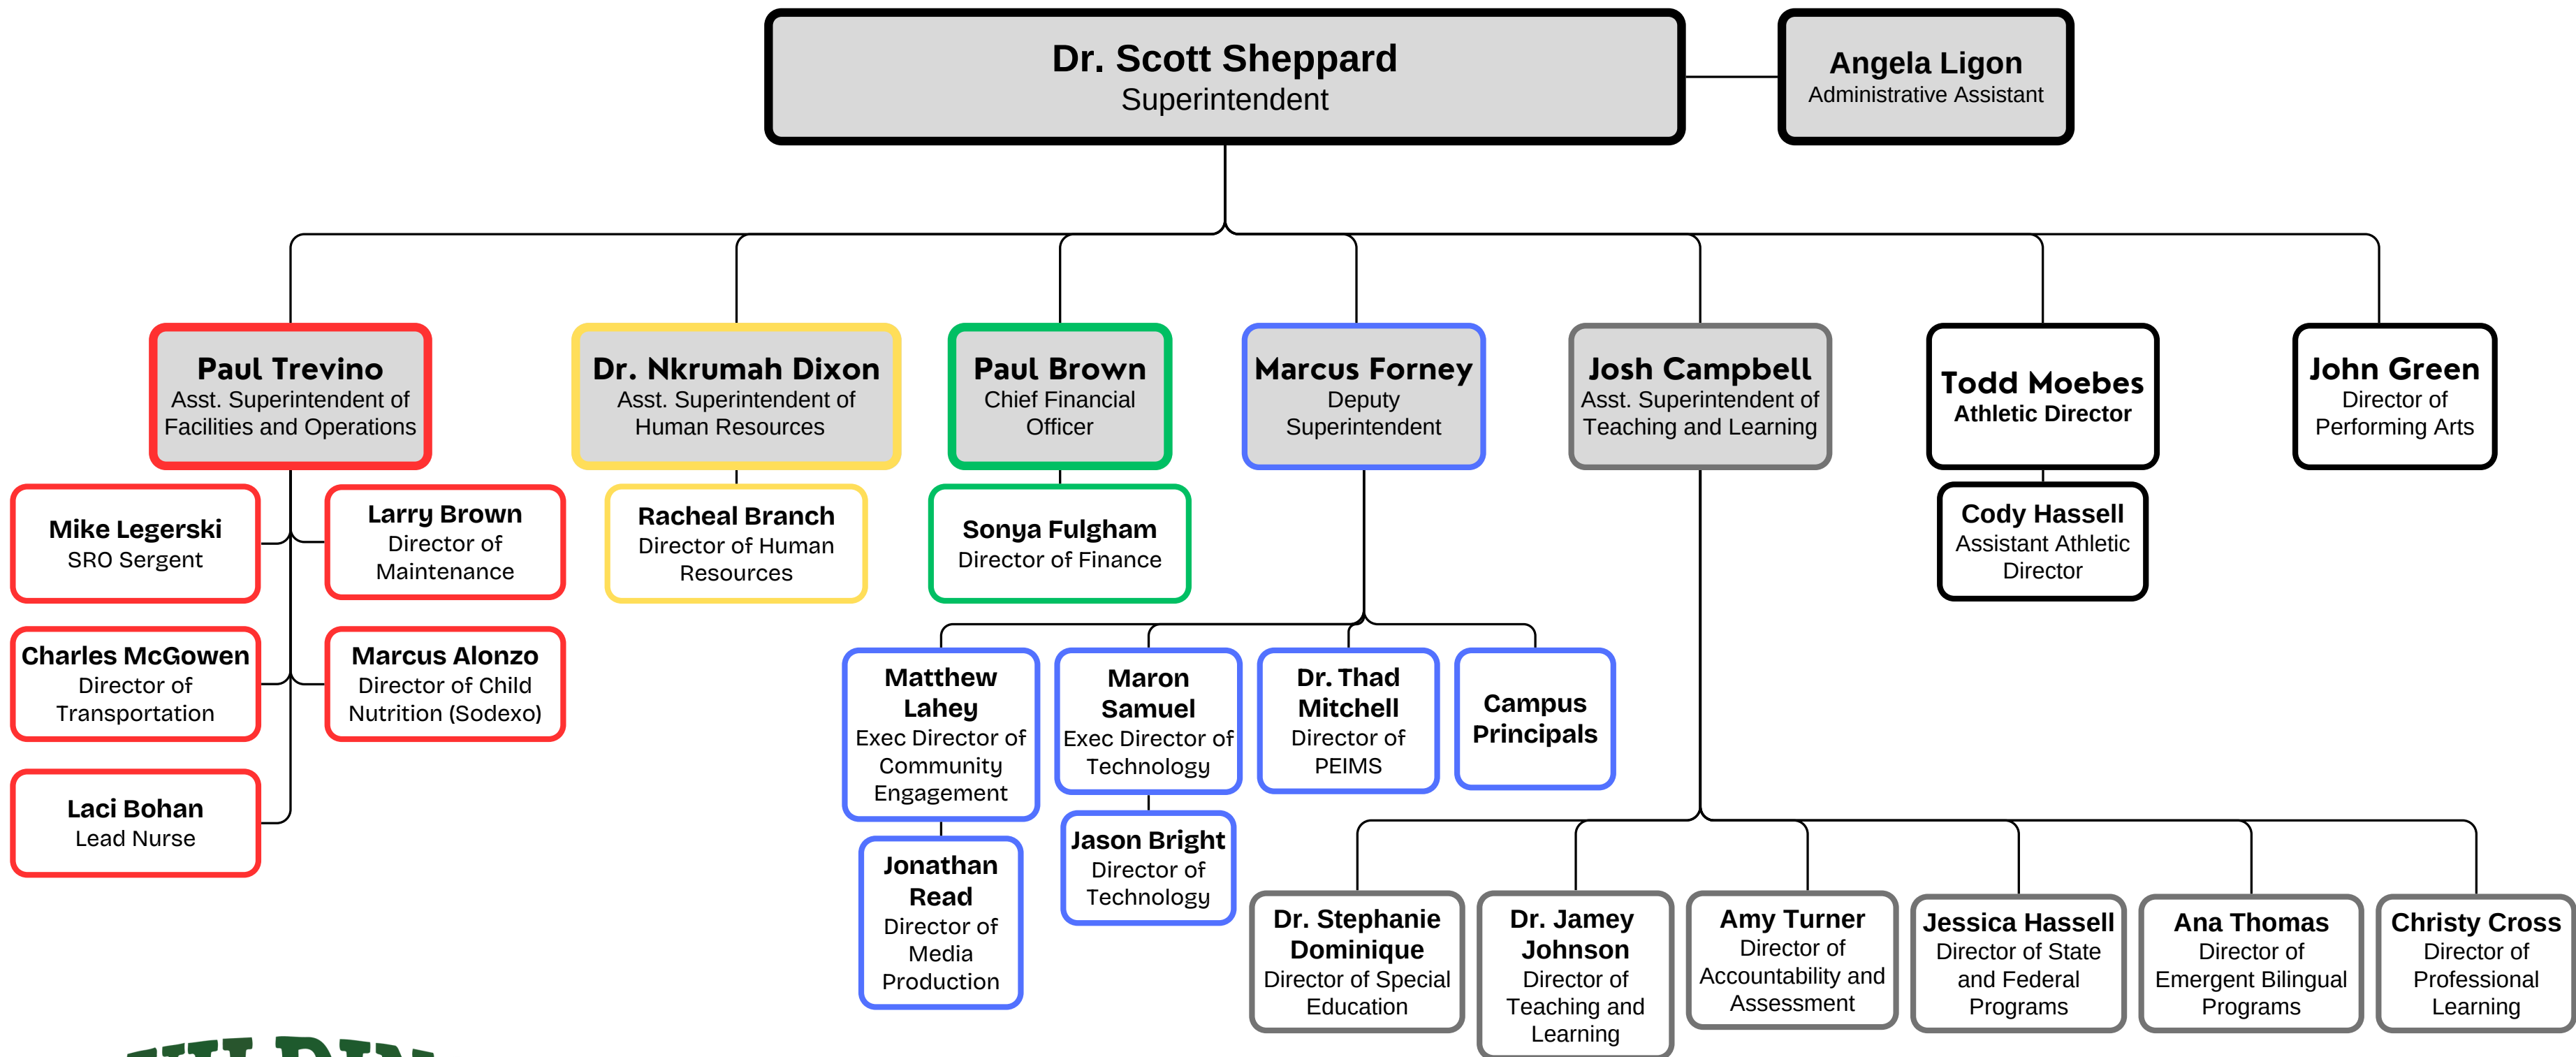 Dr. Scott Sheppard
Superintendent
Angela Ligon
Administrative Assistant
Paul Trevino
Asst. Superintendent of
Facilities and Operations
Dr. Nkrumah Dixon
Asst. Superintendent of
Human Resources
Paul Brown
Chief Financial
Officer
Marcus Forney
Deputy
Superintendent
Josh Campbell
Asst. Superintendent of
Teaching and Learning
Todd Moebes
Athletic Director
John Green
Director of
Performing Arts
Mike Legerski
SRO Sergent
Larry Brown
Director of
Maintenance
Racheal Branch
Director of Human
Resources
Sonya Fulgham
Director of Finance
Cody Hassell
Assistant Athletic
Director
Charles McGowen
Director of
Transportation
Marcus Alonzo
Director of Child
Nutrition (Sodexo)
Laci Bohan
Lead Nurse
Matthew
Lahey
Exec Director of
Community
Engagement
Maron
Samuel
Exec Director of
Technology
Dr. Thad
Mitchell
Director of
PEIMS
Campus
Principals
Jonathan
Read
Director of
Media
Production
Jason Bright
Director of
Technology
Dr. Stephanie
Dominique
Director of Special
Education
Dr. Jamey
Johnson
Director of
Teaching and
Learning
Amy Turner
Director of
Accountability and
Assessment
Jessica Hassell
Director of State
and Federal
Programs
Ana Thomas
Director of
Emergent Bilingual
Programs
Christy Cross
Director of
Professional
Learning